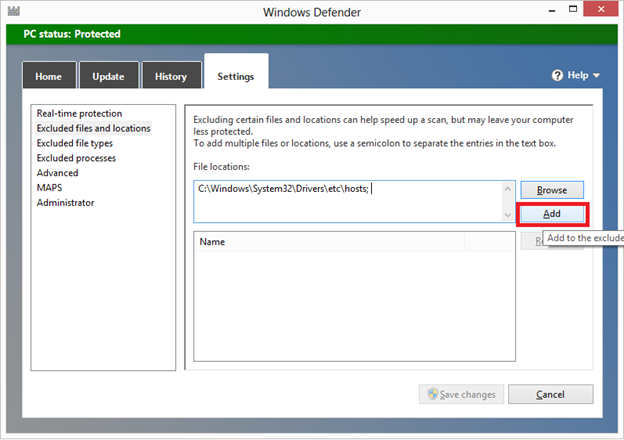 Windows Defender
PC status: Protected
Home Update History Settings Help
Real-time protection
Excluded files and locations
Excluded file types
Excluded processes
Advanced
MAPS
Administrator
Excluding certain files and locations can help speed up a scan, but may leave your computer
less protected.
To add multiple files or locations, use a semicolon to separate the entries in the text box.
File locations:
C:\Windows\System32\Drivers\etc\hosts;
Browse
Add
Add to the exclude
Name
Save changes Cancel